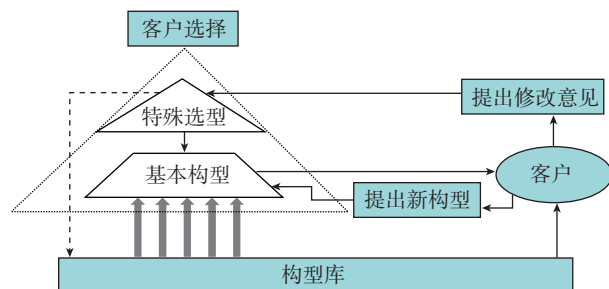 客户选择
提出修改意见
特殊选型
基本构型
客户
提出新构型
构型库